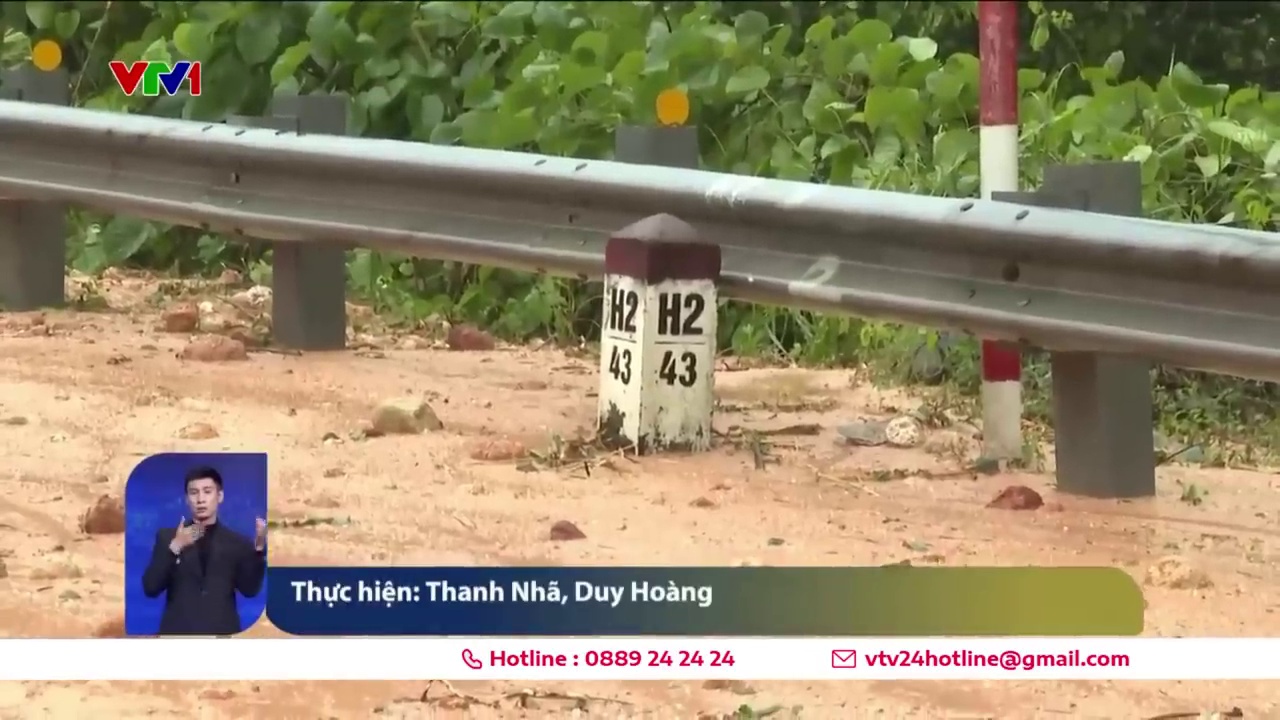 VTV1
H2
43
H2
43
Thực hiện: Thanh Nhã, Duy Hoàng
Hotline : 0889 24 24 24
vtv24hotline@gmail.com